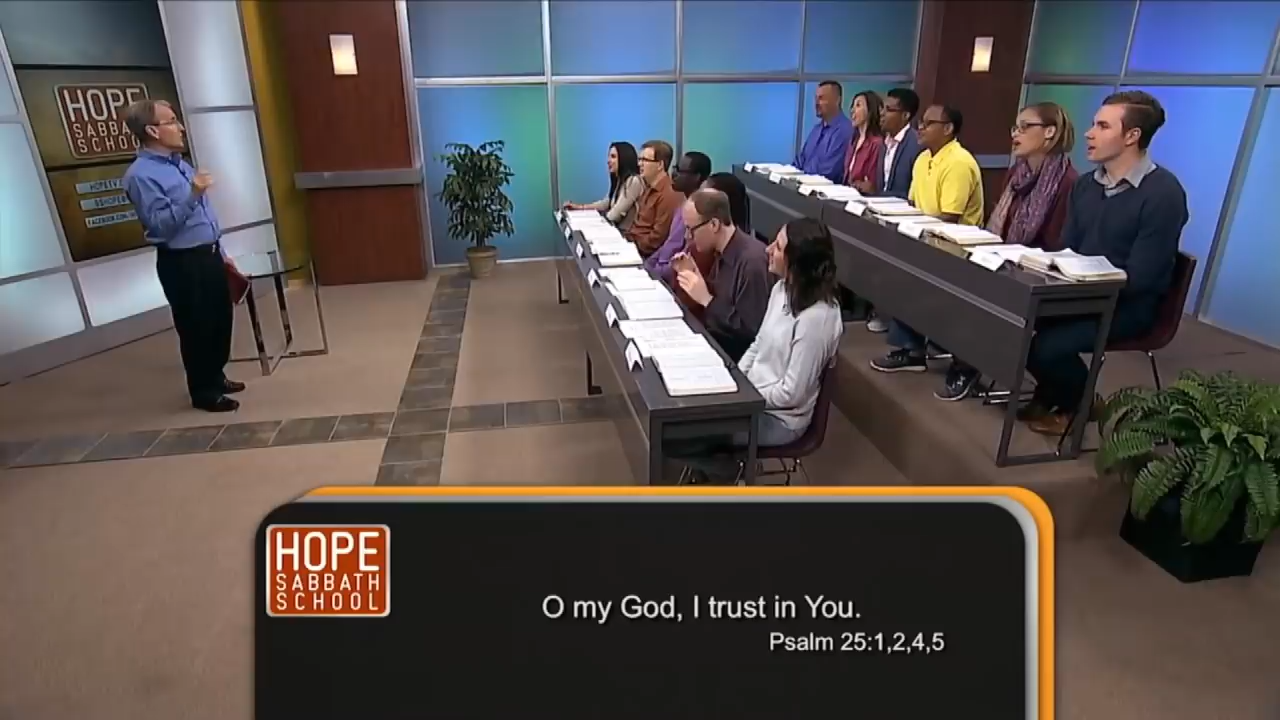 HOPE
SABBATH
SCHOOL
O my God, I trust in You.
Psalm 25:1,2,4,5
HOPE
SABBATH
SCHOOL